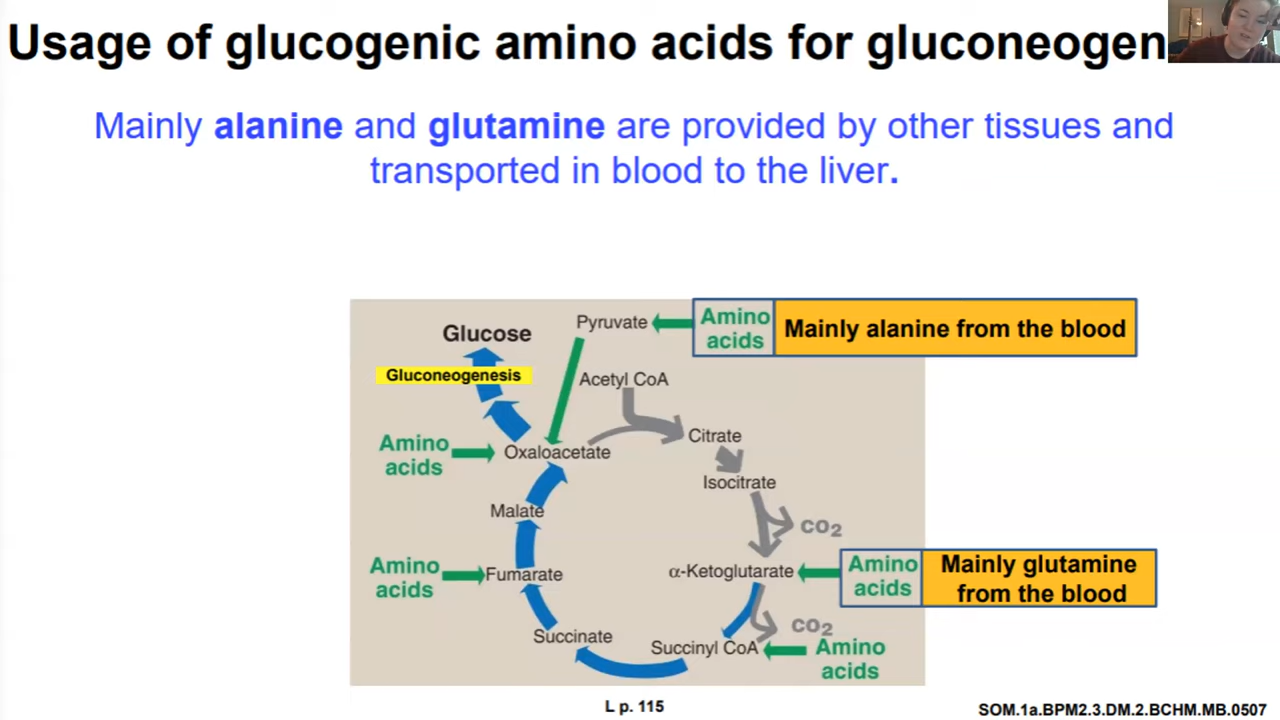 Usage of glucogenic amino acids for gluconeogen
Mainly alanine and glutamine are provided by other tissues and
transported in blood to the liver.
Pyruvate
Amino
acids
Mainly alanine from the blood
Glucose
Gluconeogenesis
Acetyl CoA
Amino
acids
Oxaloacetate
Citrate
Isocitrate
Malate
CO2
Amino
acids
Fumarate
α-Ketoglutarate
Amino
acids
Mainly glutamine
from the blood
CO2
Succinate
Succinyl CoA
Amino
acids
L p. 115
SOM.1a.BPM2.3.DM.2.BCHM.MB.0507